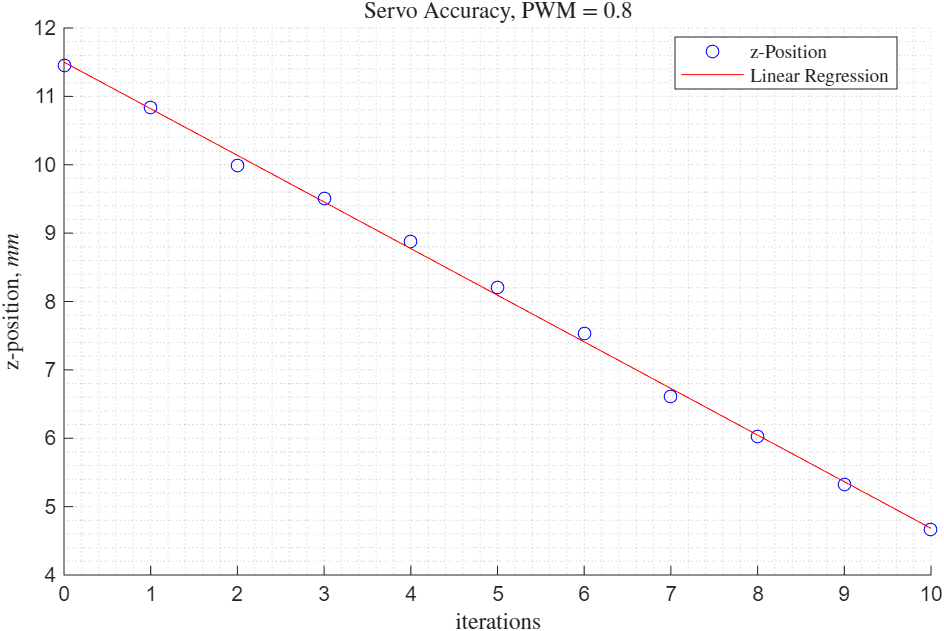 Servo Accuracy, PWM = 0.8
z-Position
Linear Regression
12
11
10
9
8
7
6
5
4
z-position, mm
0 1 2 3 4 5 6 7 8 9 10
iterations